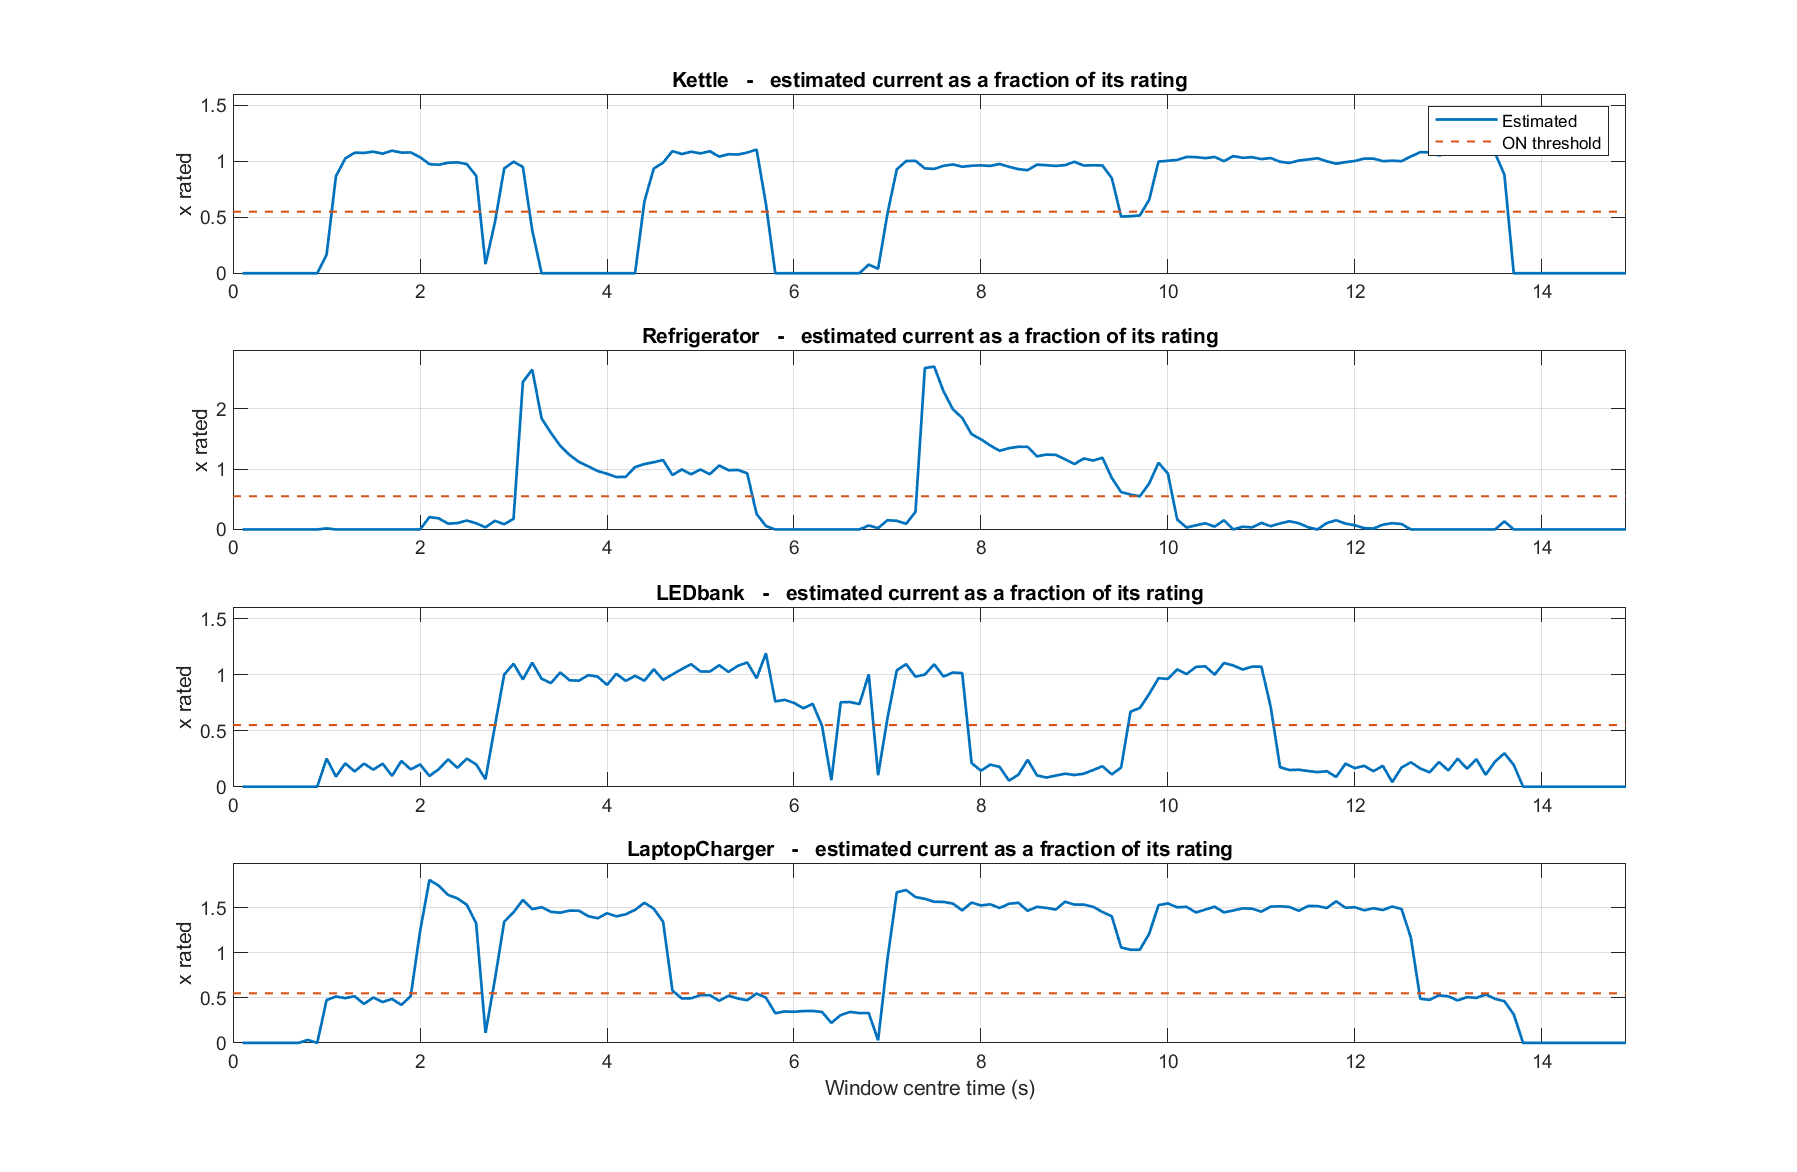 Kettle - estimated current as a fraction of its rating
1.5
1
0.5
0
x rated
Estimated
ON threshold
0 2 4 6 8 10 12 14
Refrigerator - estimated current as a fraction of its rating
2
1
0
x rated
0 2 4 6 8 10 12 14
LEDbank - estimated current as a fraction of its rating
1.5
1
0.5
0
x rated
0 2 4 6 8 10 12 14
LaptopCharger - estimated current as a fraction of its rating
1.5
1
0.5
0
x rated
0 2 4 6 8 10 12 14
Window centre time (s)